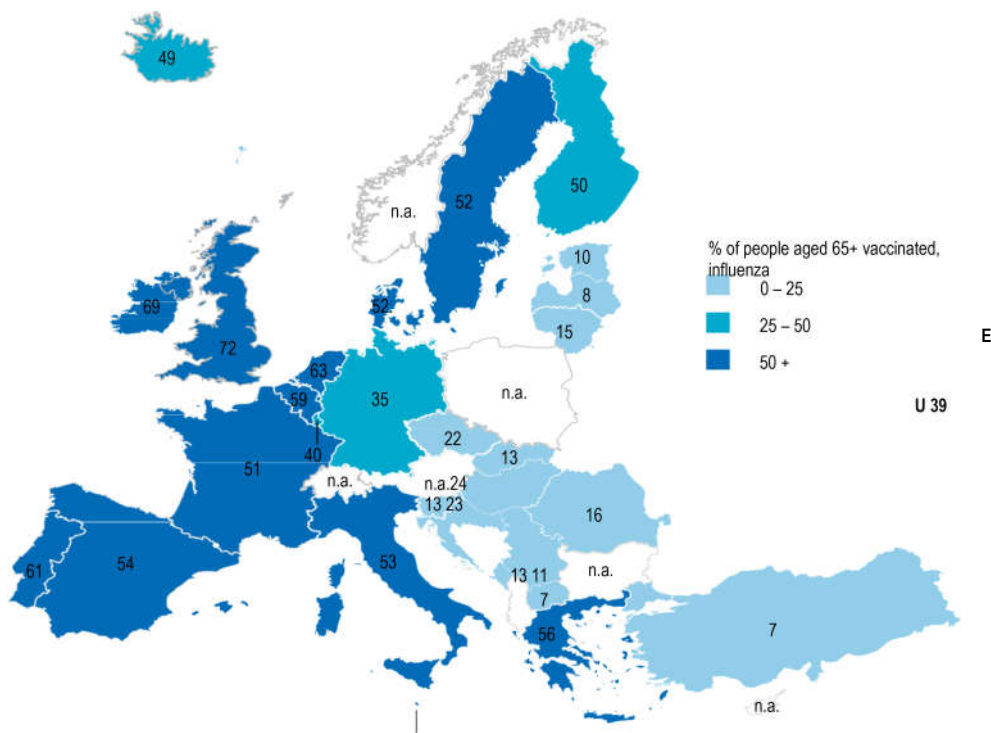 49
50
n.a.
52
% of people aged 65+ vaccinated,
influenza
10
0 – 25
8
52
69
25 – 50
15
E
72
50 +
63
n.a.
59
35
U 39
22
40
13
51
n.a.
n.a.24
13 23
16
54
53
n.a.
61
13 11
7
56
7
n.a.